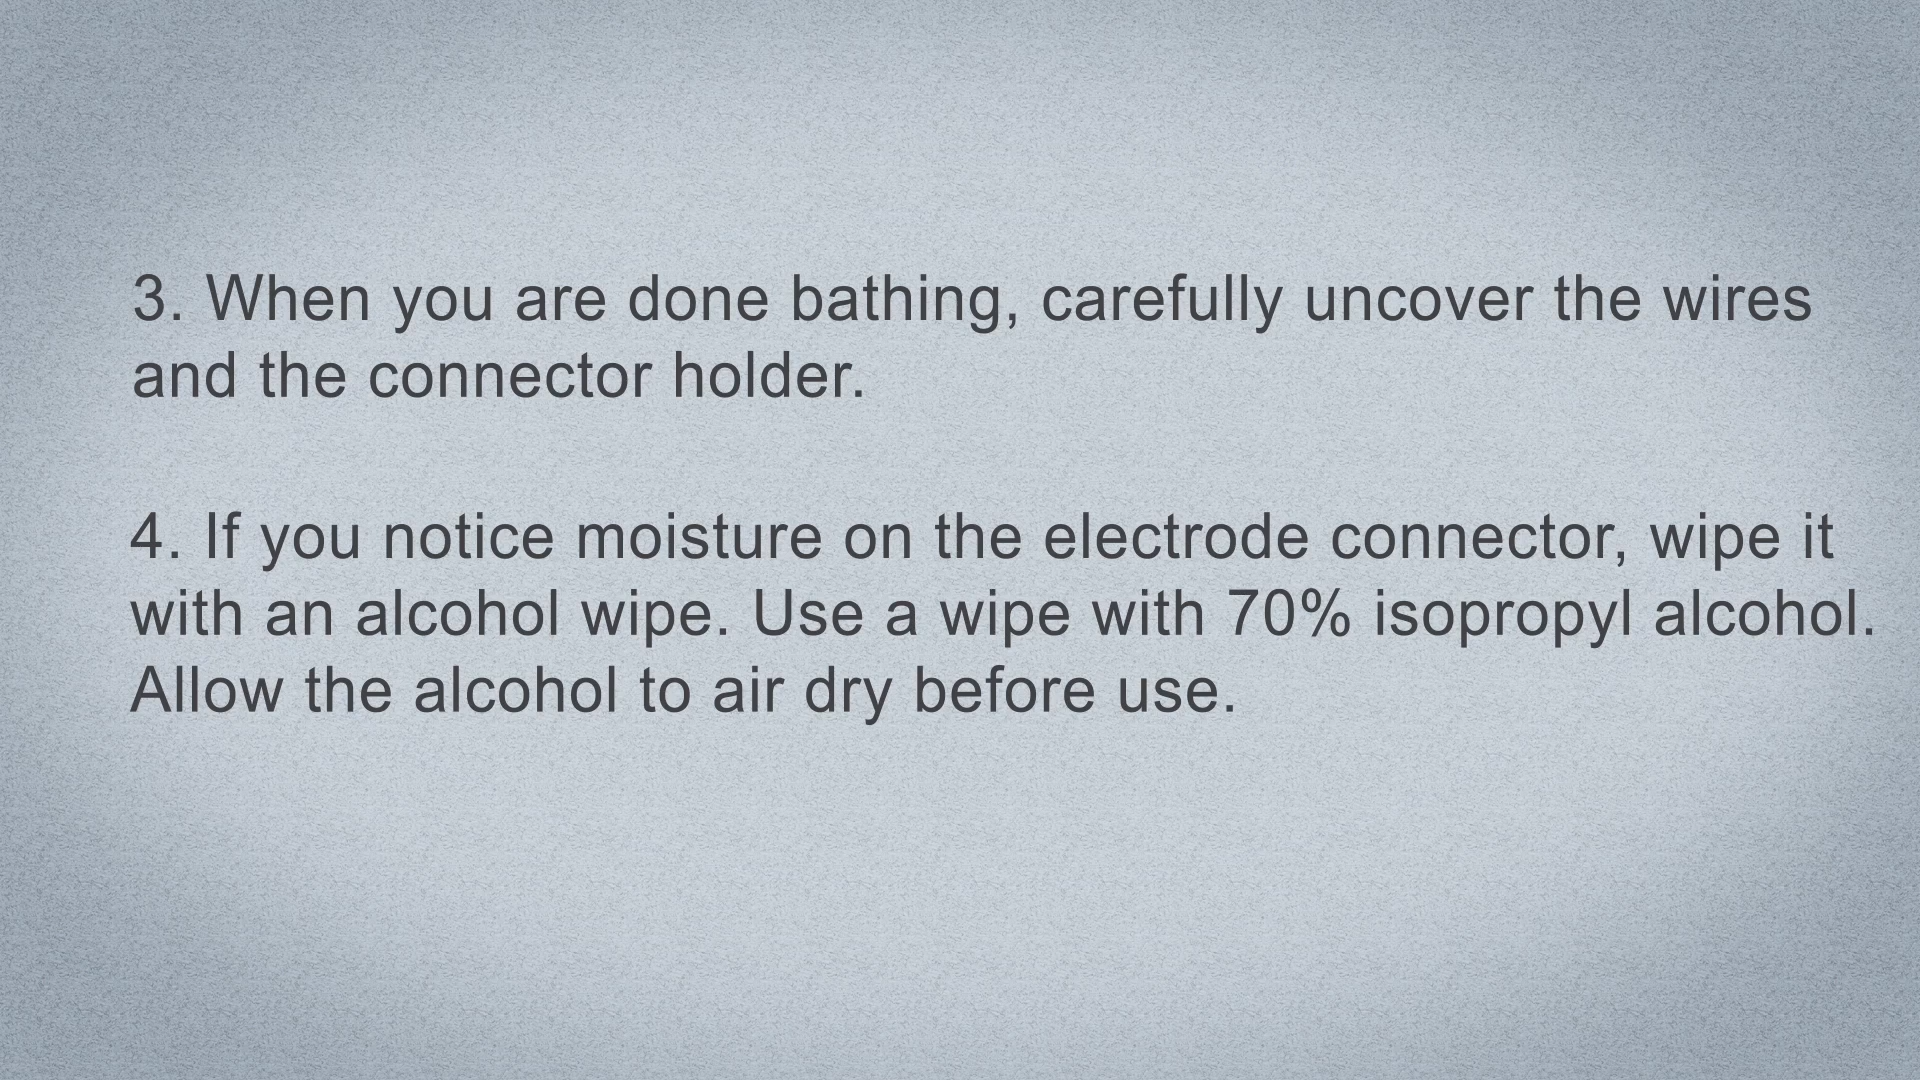 3. When you are done bathing, carefully uncover the wires
and the connector holder.
4. If you notice moisture on the electrode connector, wipe it
with an alcohol wipe. Use a wipe with 70% isopropyl alcohol.
Allow the alcohol to air dry before use.